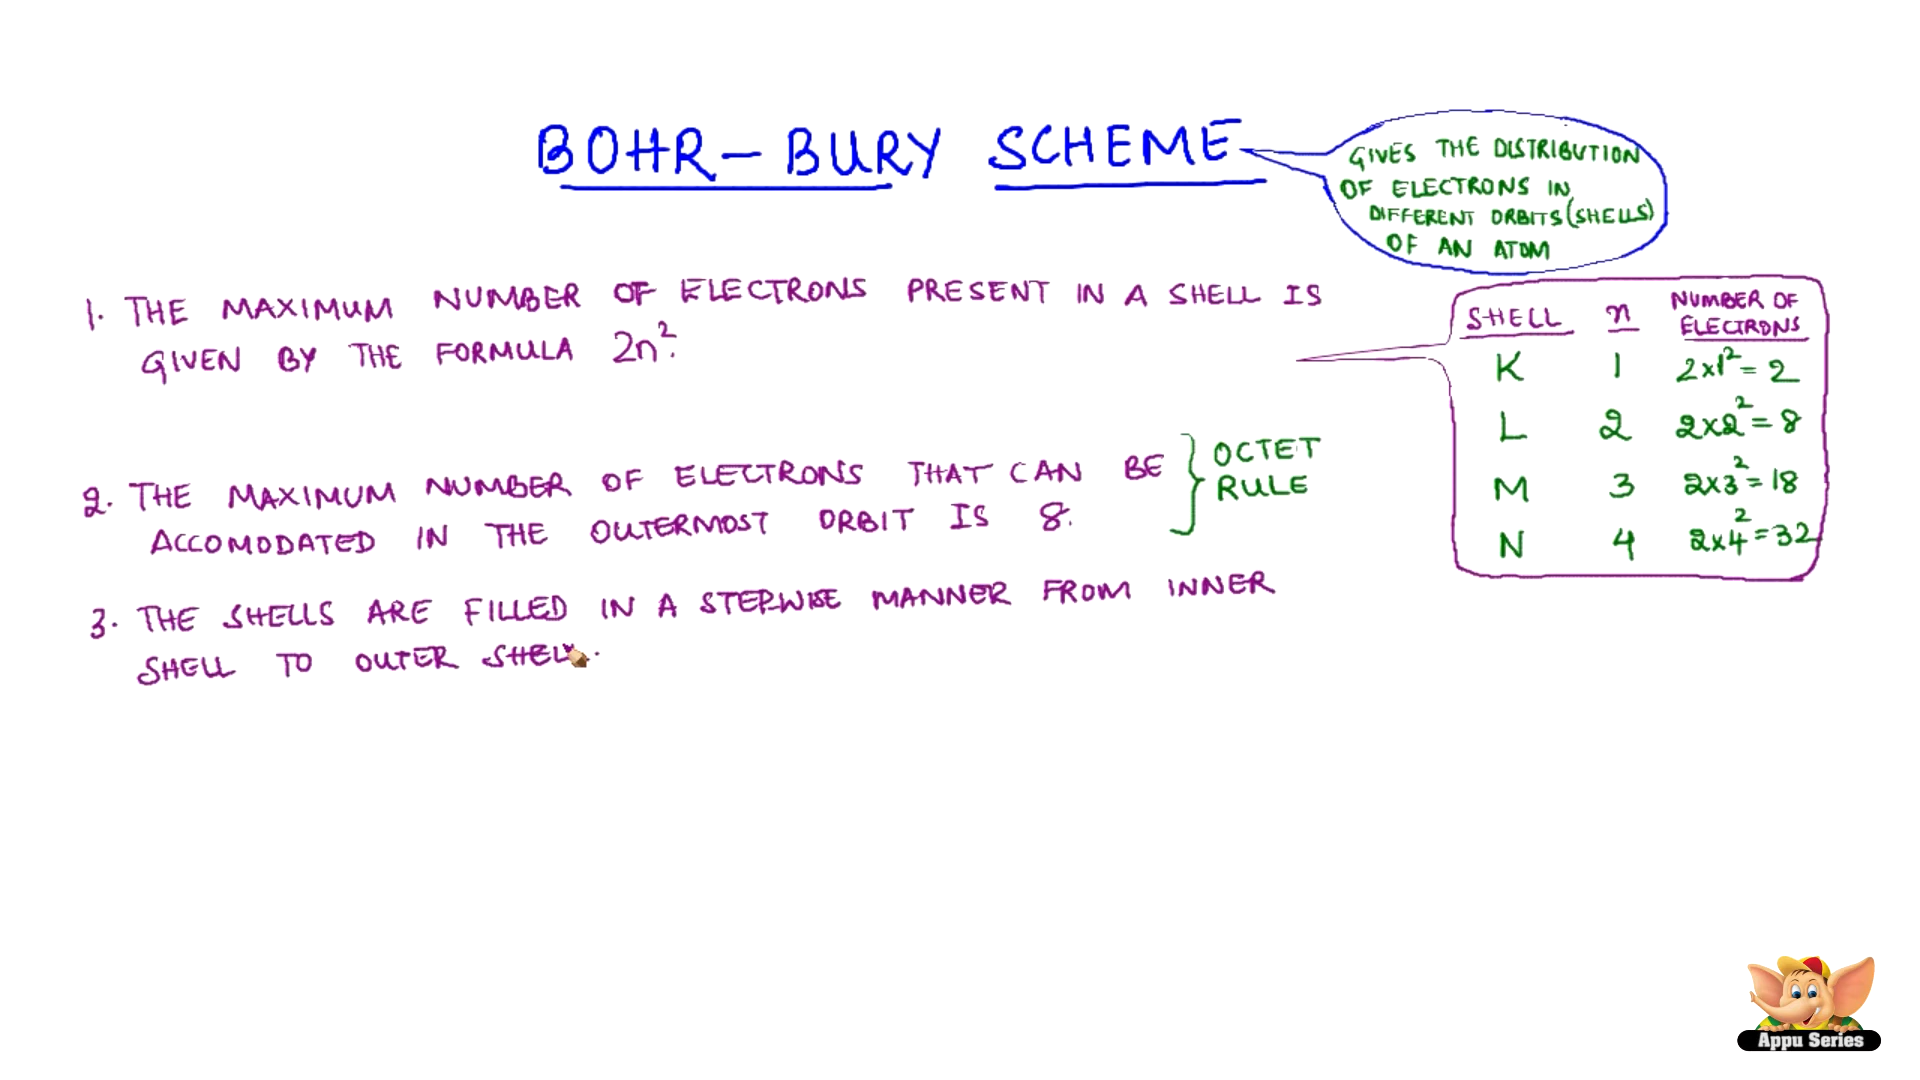 BOHR-BURY SCHEME
GIVES THE DISTRIBUTION
OF ELECTRONS IN
DIFFERENT ORBITS (SHELLS)
OF AN ATOM
1. THE MAXIMUM NUMBER OF ELECTRONS PRESENT IN A SHELL IS
GIVEN BY THE FORMULA 2n².
SHELL n NUMBER OF
ELECTRONS
K 1 2x1² = 2
L 2 2x2² = 8
M 3 2x3² = 18
N 4 2x4² = 32
2. THE MAXIMUM NUMBER OF ELECTRONS THAT CAN BE
ACCOMODATED IN THE OUTERMOST ORBIT IS 8.
OCTET
RULE
3. THE SHELLS ARE FILLED IN A STEPWISE MANNER FROM INNER
SHELL TO OUTER SHELL.
Appu Series